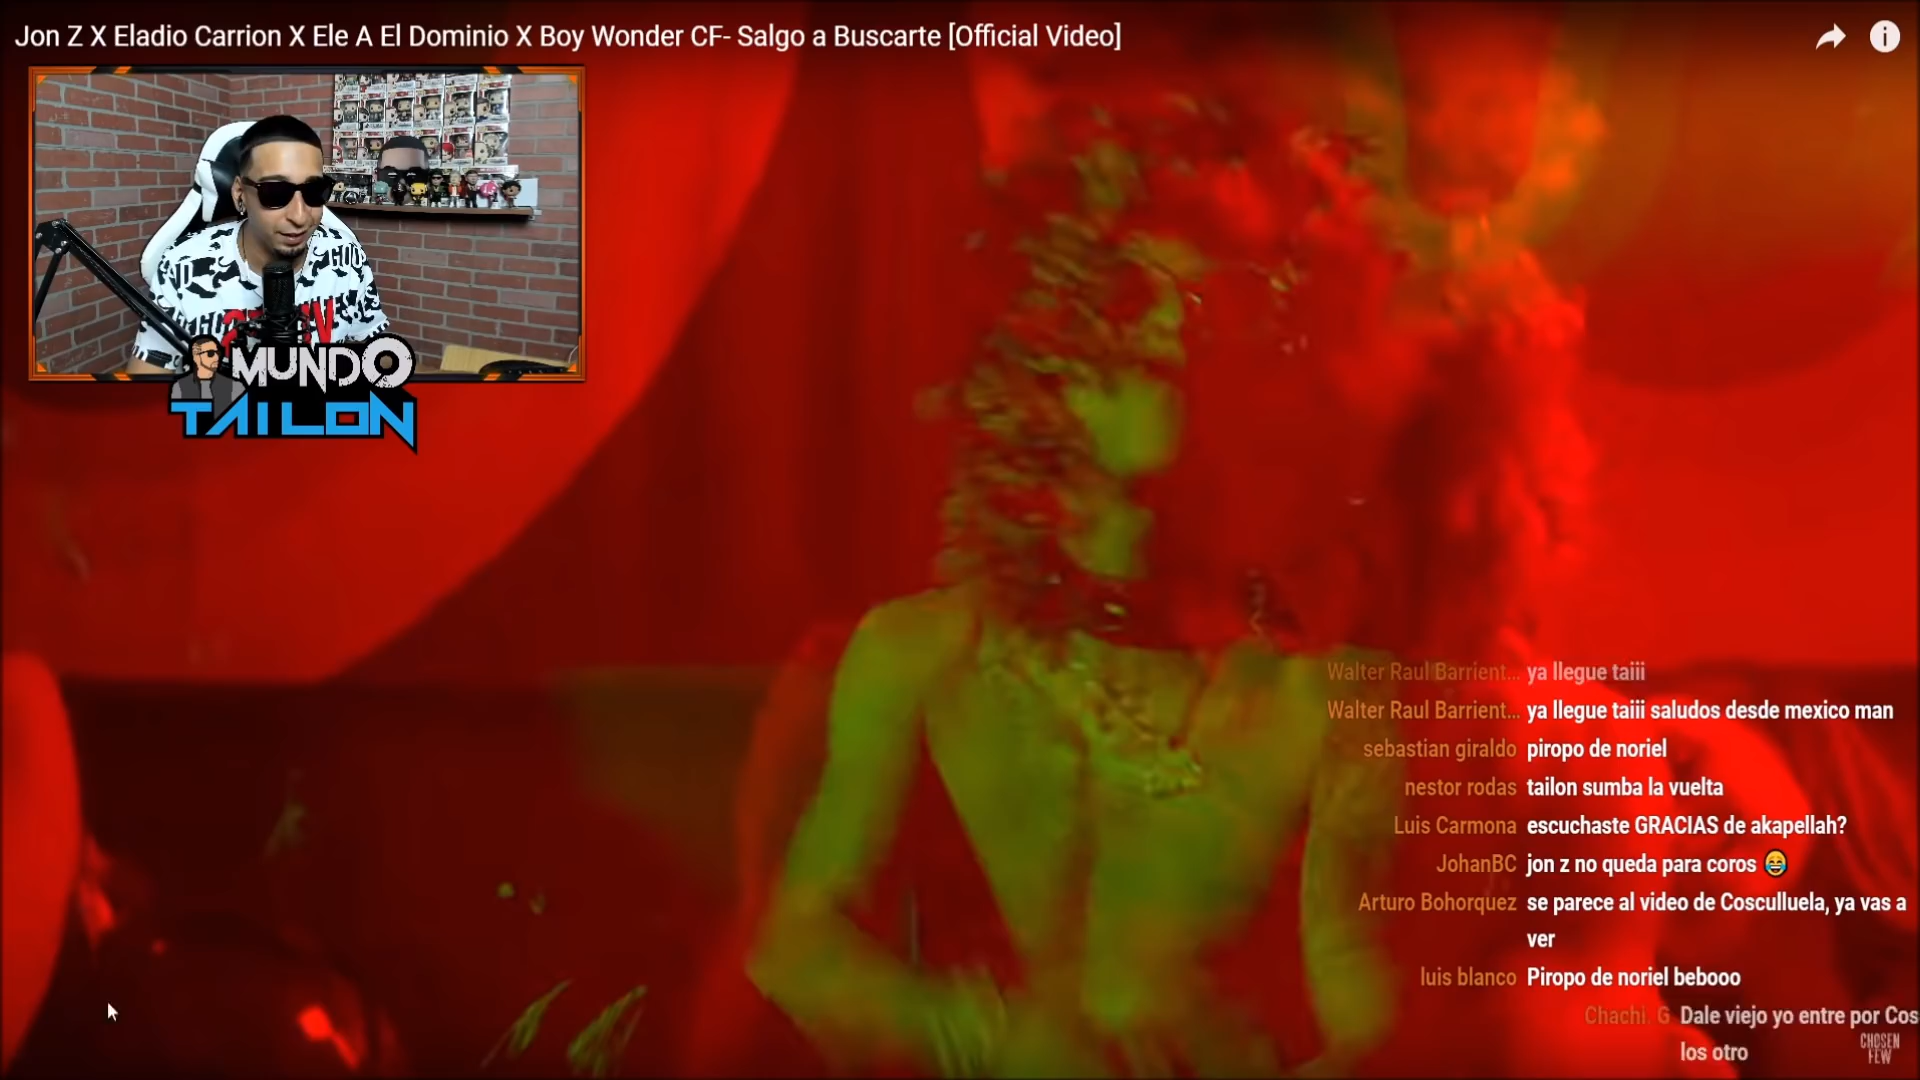 Jon Z X Eladio Carrion X Ele A El Dominio X Boy Wonder CF- Salgo a Buscarte [Official Video]
MUNDO
TAILON
Walter Raul Barrient... ya llegue taiii
Walter Raul Barrient... ya llegue taiii saludos desde mexico man
sebastian giraldo piropo de noriel
nestor rodas tailon sumba la vuelta
Luis Carmona escuchaste GRACIAS de akapellah?
JohanBC jon z no queda para coros 😂
Arturo Bohorquez se parece al video de Cosculluela, ya vas a
ver
luis blanco Piropo de noriel bebooo
Chachi. G Dale viejo yo entre por Cos
los otro
CHOSEN
FEW